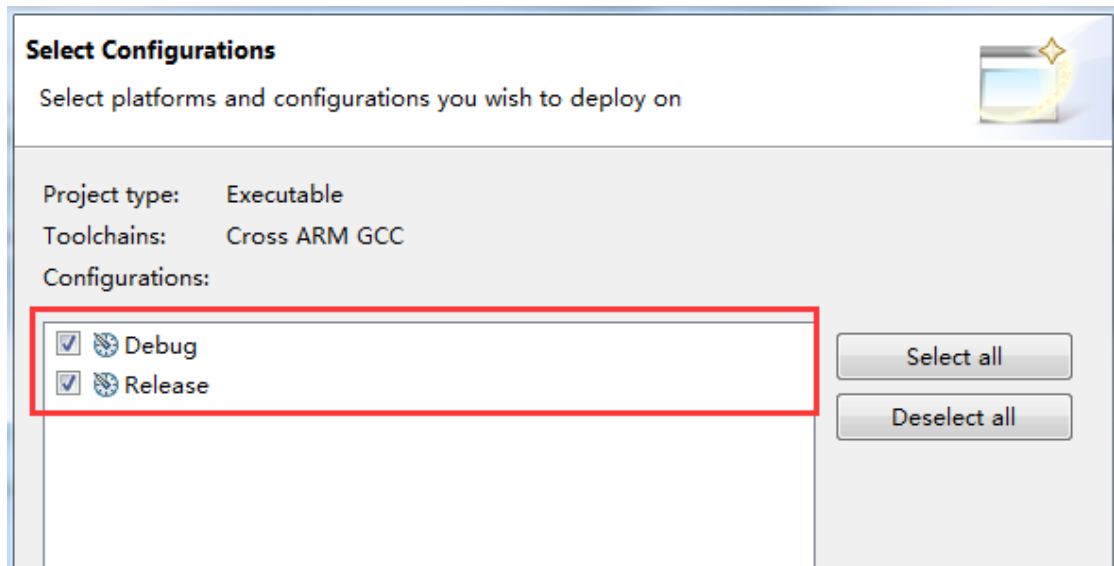 Select Configurations
Select platforms and configurations you wish to deploy on
Project type: Executable
Toolchains: Cross ARM GCC
Configurations:
Debug
Release
Select all
Deselect all